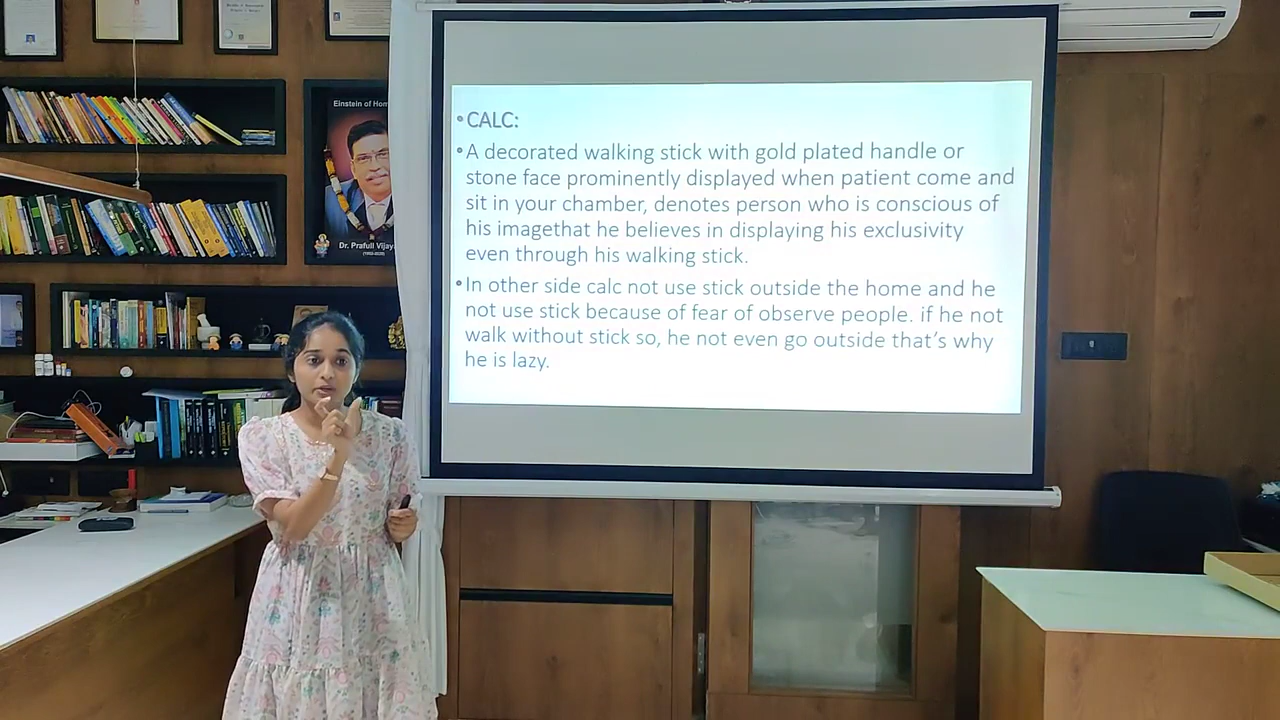 Einstein of Hom
Dr. Prafull Vijay
(1952-2020)
•CALC:
•A decorated walking stick with gold plated handle or
stone face prominently displayed when patient come and
sit in your chamber, denotes person who is conscious of
his imagethat he believes in displaying his exclusivity
even through his walking stick.
•In other side calc not use stick outside the home and he
not use stick because of fear of observe people. if he not
walk without stick so, he not even go outside that's why
he is lazy.